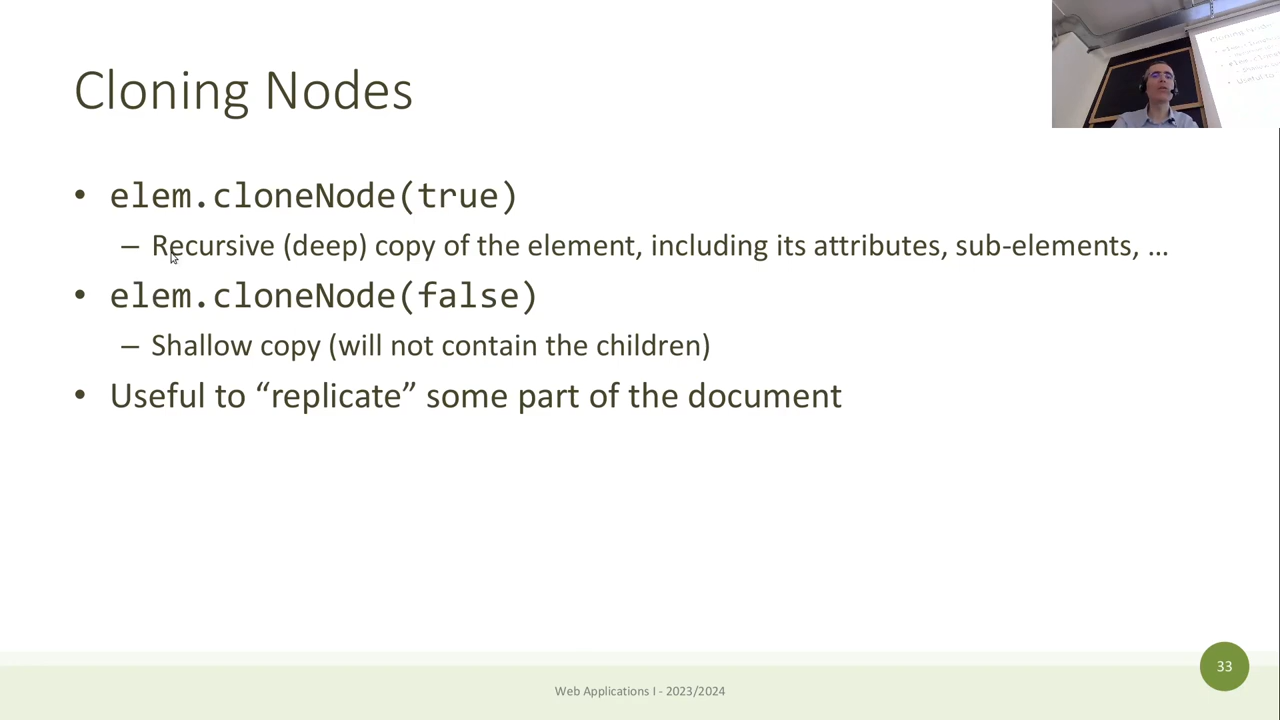 Cloning Nodes
• elem.cloneNode(true)
– Recursive (deep) copy of the element, including its attributes, sub-elements, …
• elem.cloneNode(false)
– Shallow copy (will not contain the children)
• Useful to “replicate” some part of the document
33
Web Applications I - 2023/2024